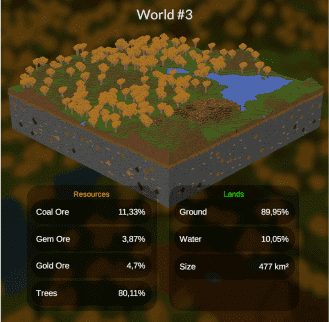 World #3
Resources
Coal Ore 11,33%
Gem Ore 3,87%
Gold Ore 4,7%
Trees 80,11%
Lands
Ground 89,95%
Water 10,05%
Size 477 km²